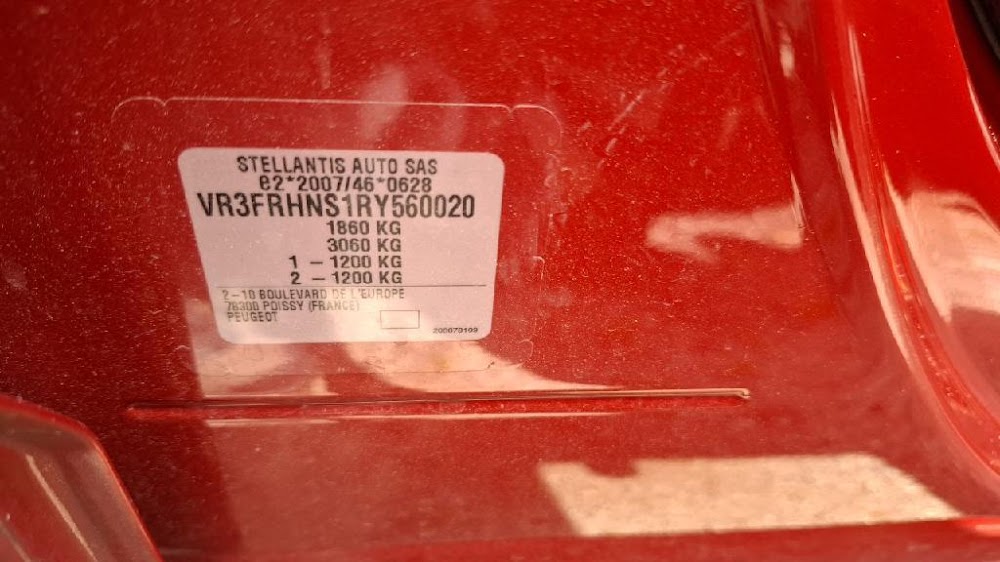 STELLANTIS AUTO SAS
e2*2007/46*0628
VR3FRHNS1RY560020
1860 KG
3060 KG
1 – 1200 KG
2 – 1200 KG
2–10 BOULEVARD DE L'EUROPE
78300 POISSY (FRANCE)
PEUGEOT